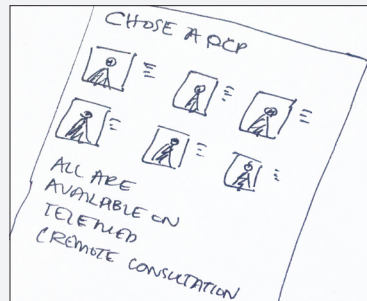 CHOSE A PCP
ALL ARE
AVAILABLE ON
TELEMED
(REMOTE CONSULTATION